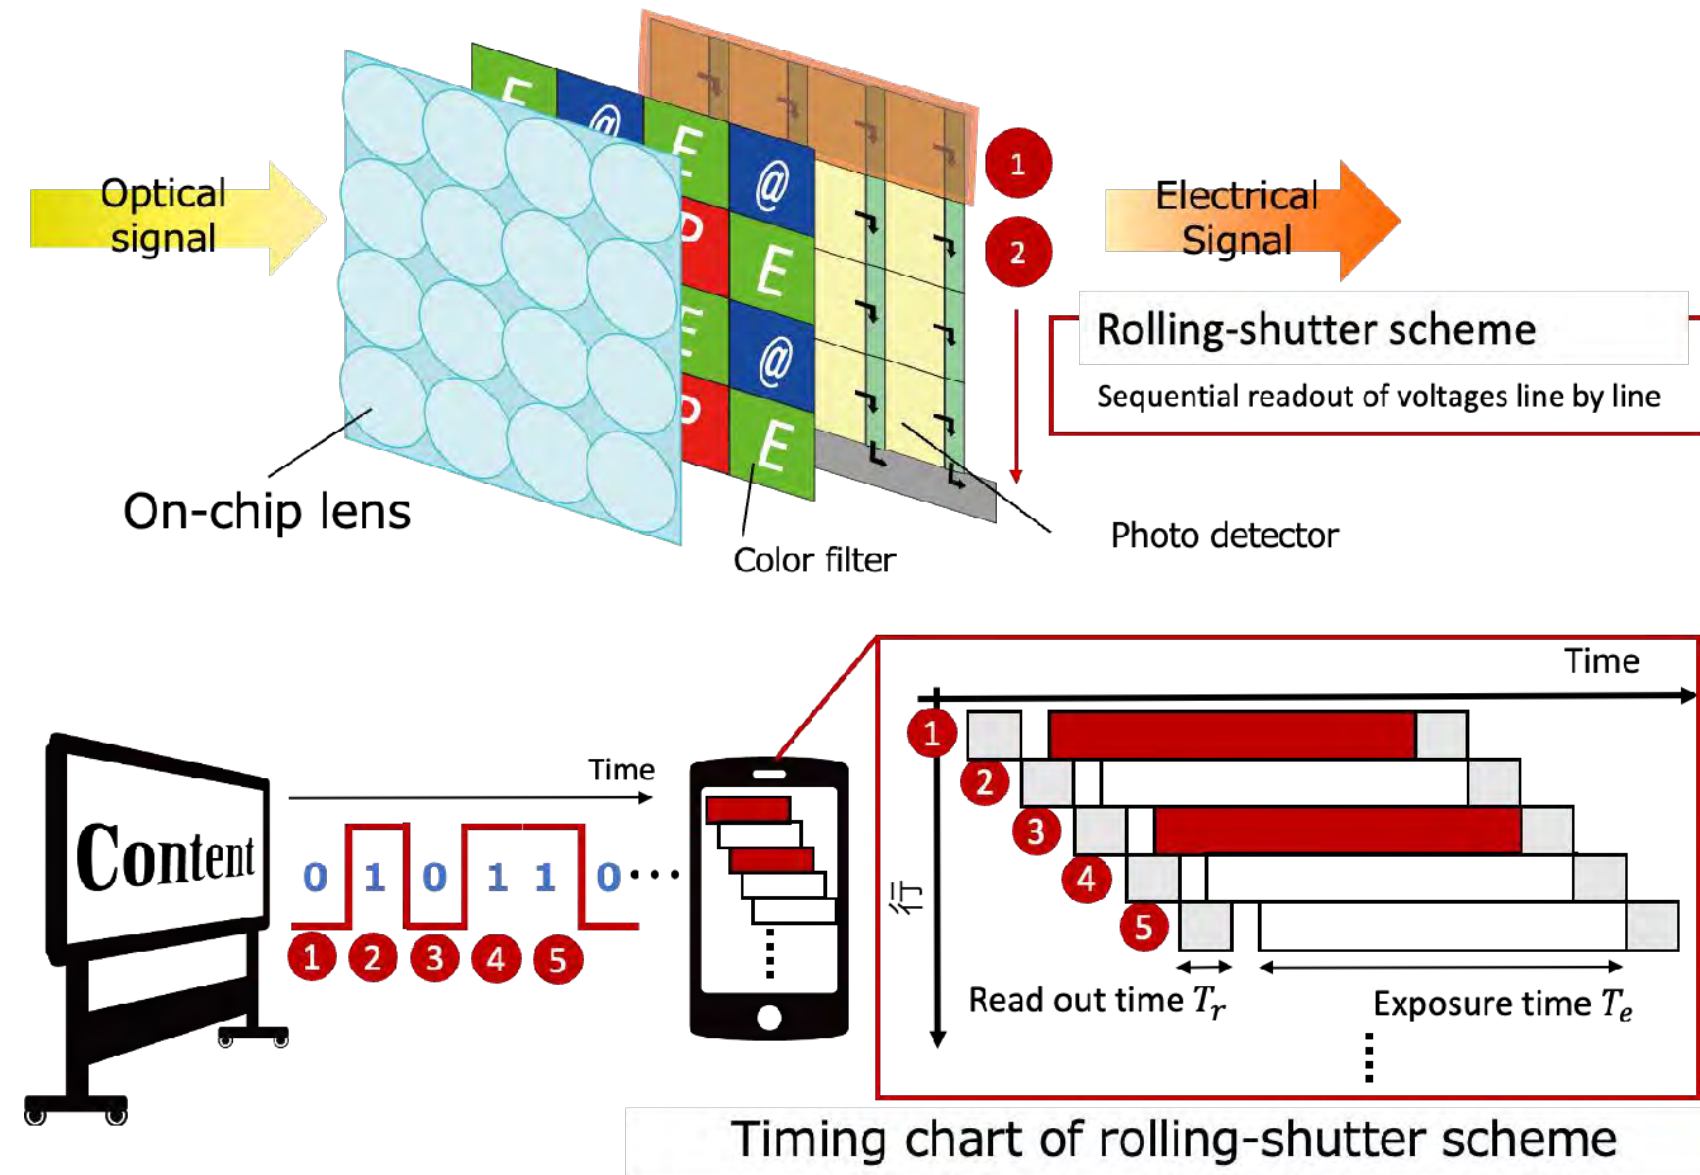 Optical
signal
E @ E @
P E
E @
P E
1
2
Electrical
Signal
Rolling-shutter scheme
Sequential readout of voltages line by line
On-chip lens
Color filter
Photo detector
Content
Time
0 1 0 1 1 0 ...
1 2 3 4 5
Time
1
2
3
4
5
行
Read out time Tr
Exposure time Te
Timing chart of rolling-shutter scheme